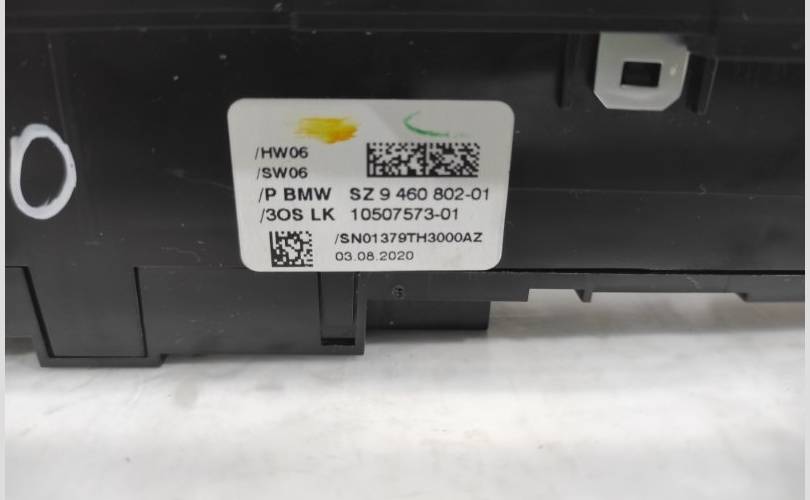 /HW06
/SW06
/P BMW SZ 9 460 802-01
/3OS LK 10507573-01
/SN01379TH3000AZ
03.08.2020